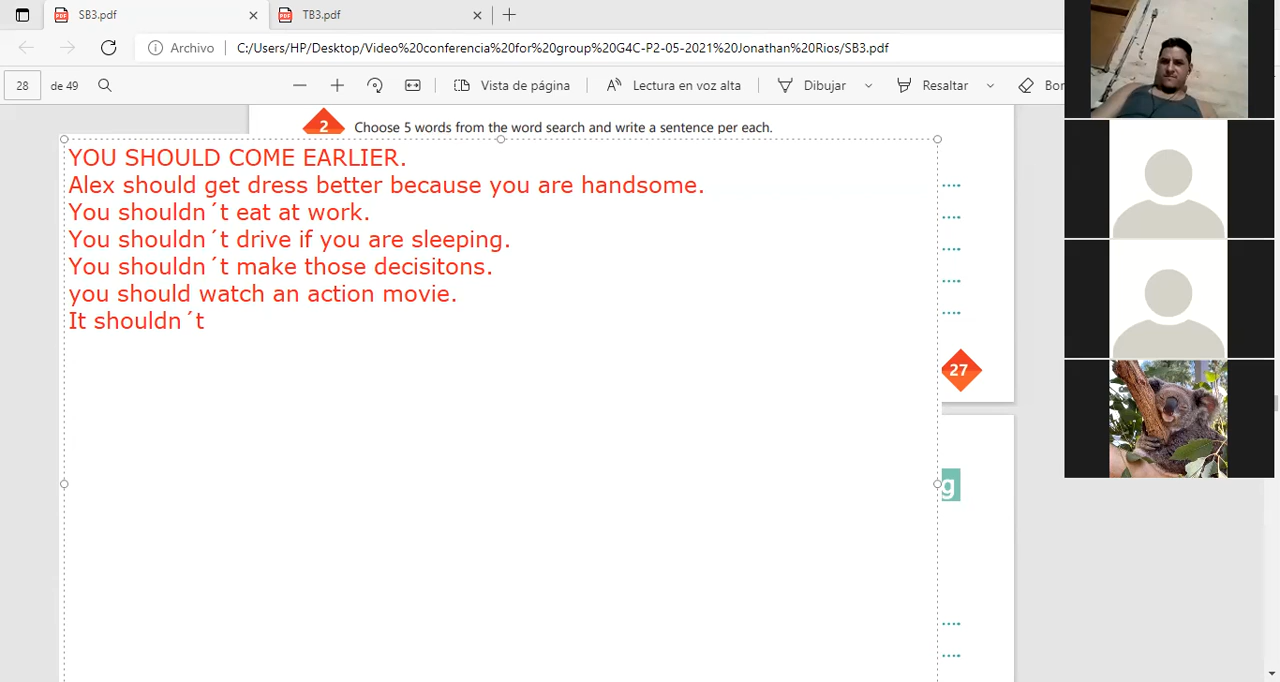 SB3.pdf
TB3.pdf
Archivo
C:/Users/HP/Desktop/Video%20conferencia%20for%20group%20G4C-P2-05-2021%20Jonathan%20Rios/SB3.pdf
28 de 49
Vista de página
Lectura en voz alta
Dibujar
Resaltar
Bor
2 Choose 5 words from the word search and write a sentence per each.
YOU SHOULD COME EARLIER.
Alex should get dress better because you are handsome.
You shouldn´t eat at work.
You shouldn´t drive if you are sleeping.
You shouldn´t make those decisitons.
you should watch an action movie.
It shouldn´t
27
g